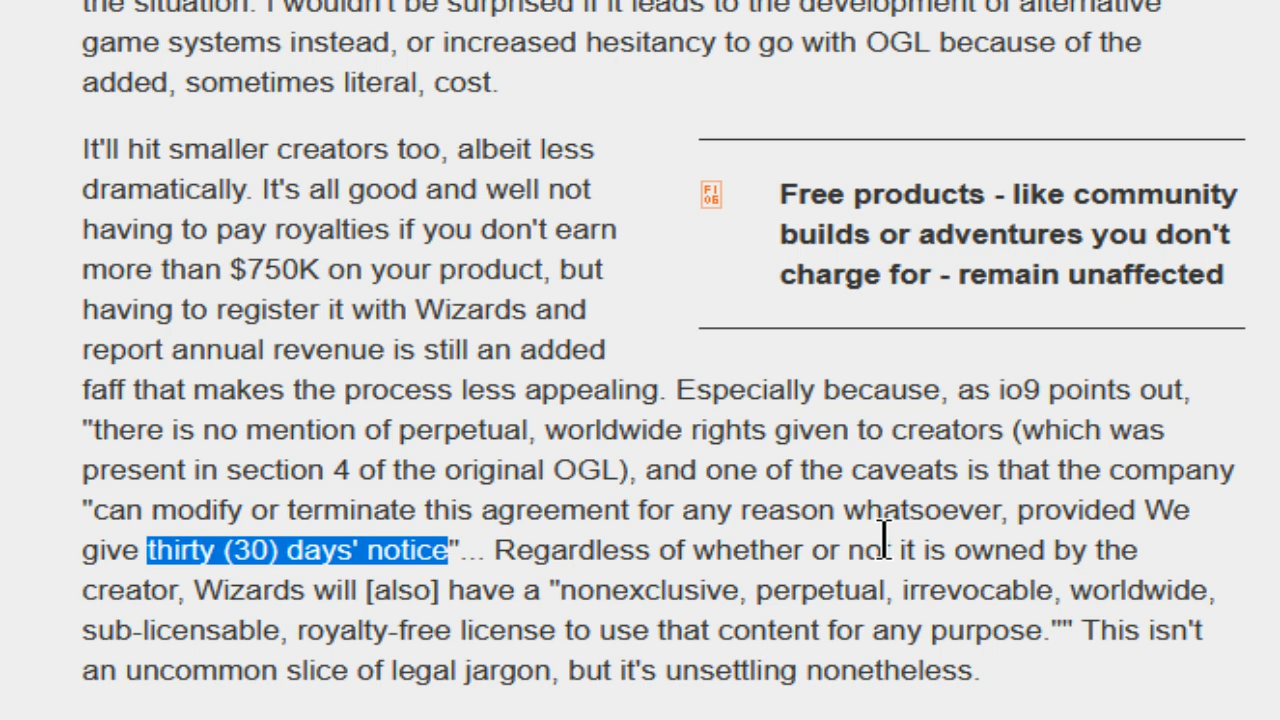 the situation. I wouldn't be surprised if it leads to the development of alternative
game systems instead, or increased hesitancy to go with OGL because of the
added, sometimes literal, cost.
It'll hit smaller creators too, albeit less
dramatically. It's all good and well not
having to pay royalties if you don't earn
more than $750K on your product, but
having to register it with Wizards and
report annual revenue is still an added
Free products - like community
builds or adventures you don't
charge for - remain unaffected
faff that makes the process less appealing. Especially because, as io9 points out,
"there is no mention of perpetual, worldwide rights given to creators (which was
present in section 4 of the original OGL), and one of the caveats is that the company
"can modify or terminate this agreement for any reason whatsoever, provided We
give thirty (30) days' notice"... Regardless of whether or not it is owned by the
creator, Wizards will [also] have a "nonexclusive, perpetual, irrevocable, worldwide,
sub-licensable, royalty-free license to use that content for any purpose."" This isn't
an uncommon slice of legal jargon, but it's unsettling nonetheless.